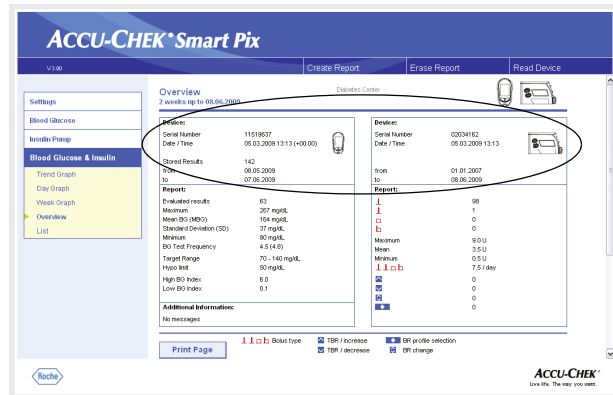 ACCU-CHEK® Smart Pix
V 3.00
Create Report
Erase Report
Read Device
Settings
Blood Glucose
Insulin Pump
Blood Glucose & Insulin
Trend Graph
Day Graph
Week Graph
Overview
List
Overview
2 weeks up to 08.06.2009
Diabetes Center
Device:
Serial Number 11519637
Date / Time 05.03.2009 13:13 (+00:00)
Stored Results 142
from 08.05.2009
to 07.06.2009
Report:
Evaluated results 63
Maximum 267 mg/dL
Mean BG (MBG) 164 mg/dL
Standard Deviation (SD) 37 mg/dL
Minimum 80 mg/dL
BG Test Frequency 4.5 (4.8)
Target Range 70 - 140 mg/dL
Hypo limit 50 mg/dL
High BG Index 6.0
Low BG Index 0.1
Additional Information:
No messages
Device:
Serial Number 02034162
Date / Time 05.03.2009 13:13
from 01.01.2007
to 08.06.2009
Report:
98
1
0
0
Maximum 9.0 U
Mean 3.5 U
Minimum 0.5 U
7.5 / day
0
0
0
0
Print Page
Bolus type
TBR / increase
BR profile selection
TBR / decrease
BR change
Roche
ACCU-CHEK®
Live life. The way you want.